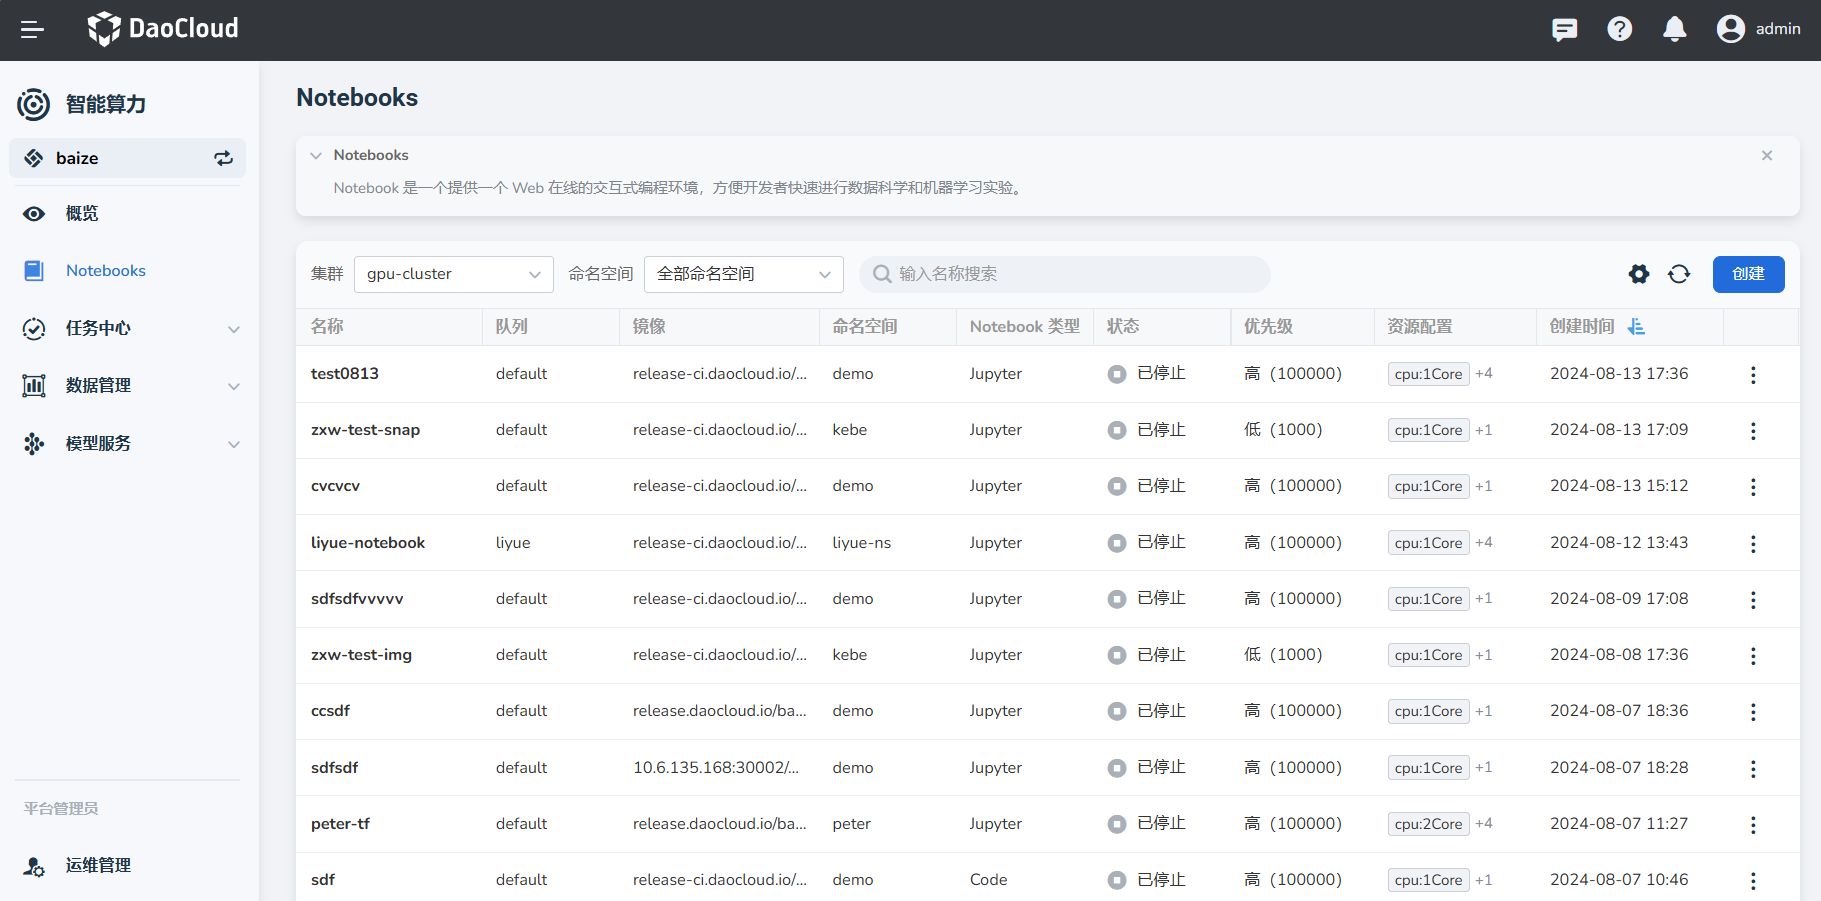 DaoCloud
admin
智能算力
baize
概览
Notebooks
任务中心
数据管理
模型服务
平台管理员
运维管理
Notebooks
Notebooks
Notebook 是一个提供一个 Web 在线的交互式编程环境，方便开发者快速进行数据科学和机器学习实验。
集群 gpu-cluster 命名空间 全部命名空间 输入名称搜索 创建
名称 队列 镜像 命名空间 Notebook 类型 状态 优先级 资源配置 创建时间
test0813 default release-ci.daocloud.io/... demo Jupyter 已停止 高（100000） cpu:1Core +4 2024-08-13 17:36
zxw-test-snap default release-ci.daocloud.io/... kebe Jupyter 已停止 低（1000） cpu:1Core +1 2024-08-13 17:09
cvcvcv default release-ci.daocloud.io/... demo Jupyter 已停止 高（100000） cpu:1Core +1 2024-08-13 15:12
liyue-notebook liyue release-ci.daocloud.io/... liyue-ns Jupyter 已停止 高（100000） cpu:1Core +4 2024-08-12 13:43
sdfsdfvvvvv default release-ci.daocloud.io/... demo Jupyter 已停止 高（100000） cpu:1Core +1 2024-08-09 17:08
zxw-test-img default release-ci.daocloud.io/... kebe Jupyter 已停止 低（1000） cpu:1Core +1 2024-08-08 17:36
ccsdf default release.daocloud.io/ba... demo Jupyter 已停止 高（100000） cpu:1Core +1 2024-08-07 18:36
sdfsdf default 10.6.135.168:30002/... demo Jupyter 已停止 高（100000） cpu:1Core +1 2024-08-07 18:28
peter-tf default release.daocloud.io/ba... peter Jupyter 已停止 高（100000） cpu:2Core +4 2024-08-07 11:27
sdf default release-ci.daocloud.io/... demo Code 已停止 高（100000） cpu:1Core +1 2024-08-07 10:46